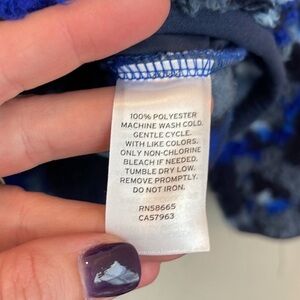 100% POLYESTER
MACHINE WASH COLD.
GENTLE CYCLE.
WITH LIKE COLORS.
ONLY NON-CHLORINE
BLEACH IF NEEDED.
TUMBLE DRY LOW.
REMOVE PROMPTLY.
DO NOT IRON.
RN58665
CA57963